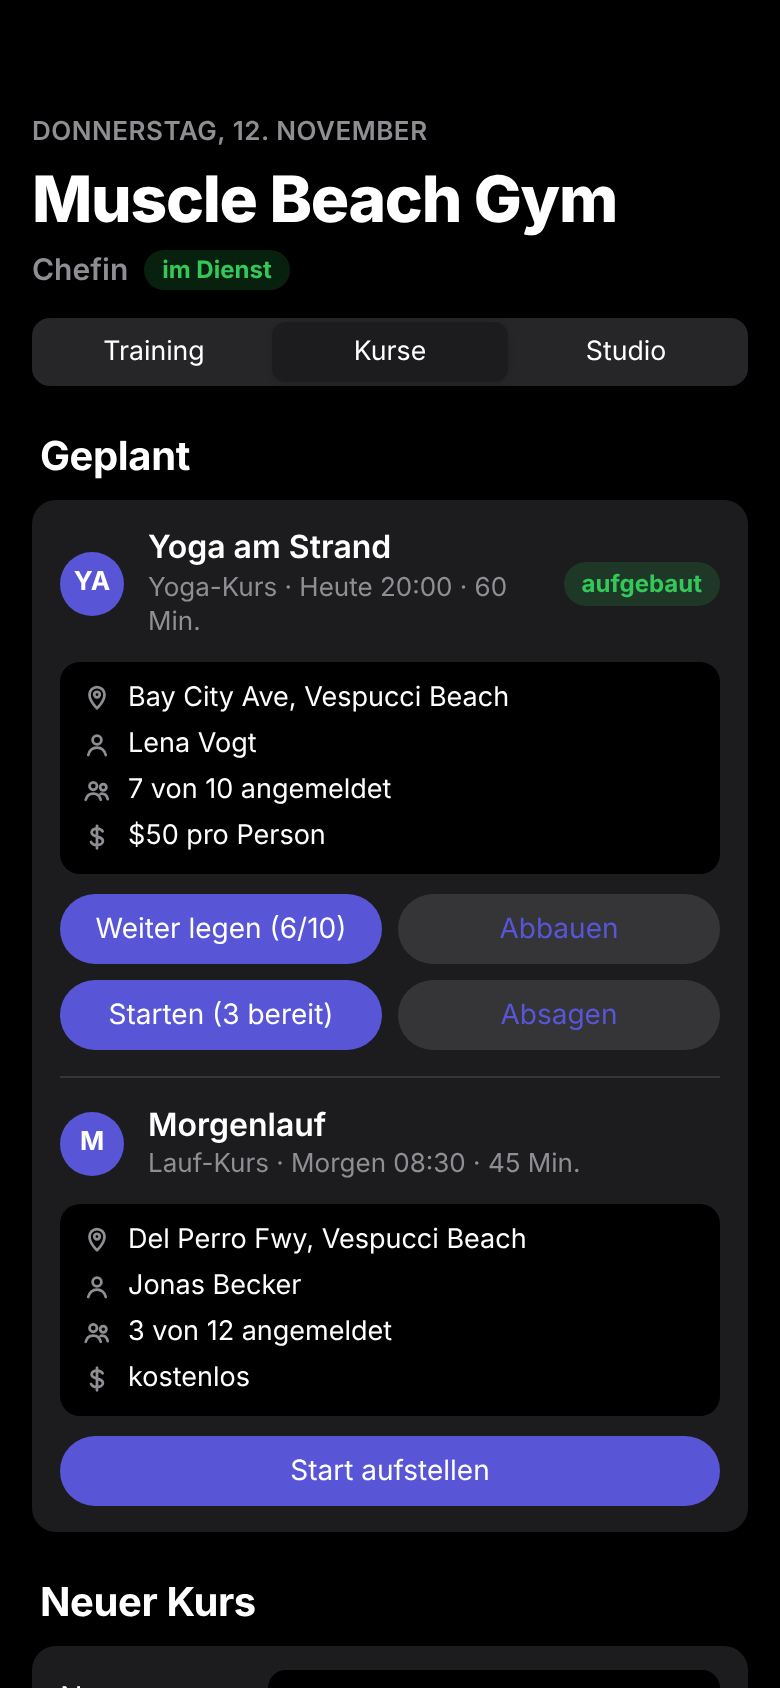 DONNERSTAG, 12. NOVEMBER
Muscle Beach Gym
Chefin im Dienst
Training Kurse Studio
Geplant
YA
Yoga am Strand
Yoga-Kurs · Heute 20:00 · 60
Min.
aufgebaut
Bay City Ave, Vespucci Beach
Lena Vogt
7 von 10 angemeldet
$50 pro Person
Weiter legen (6/10) Abbauen
Starten (3 bereit) Absagen
M
Morgenlauf
Lauf-Kurs · Morgen 08:30 · 45 Min.
Del Perro Fwy, Vespucci Beach
Jonas Becker
3 von 12 angemeldet
kostenlos
Start aufstellen
Neuer Kurs